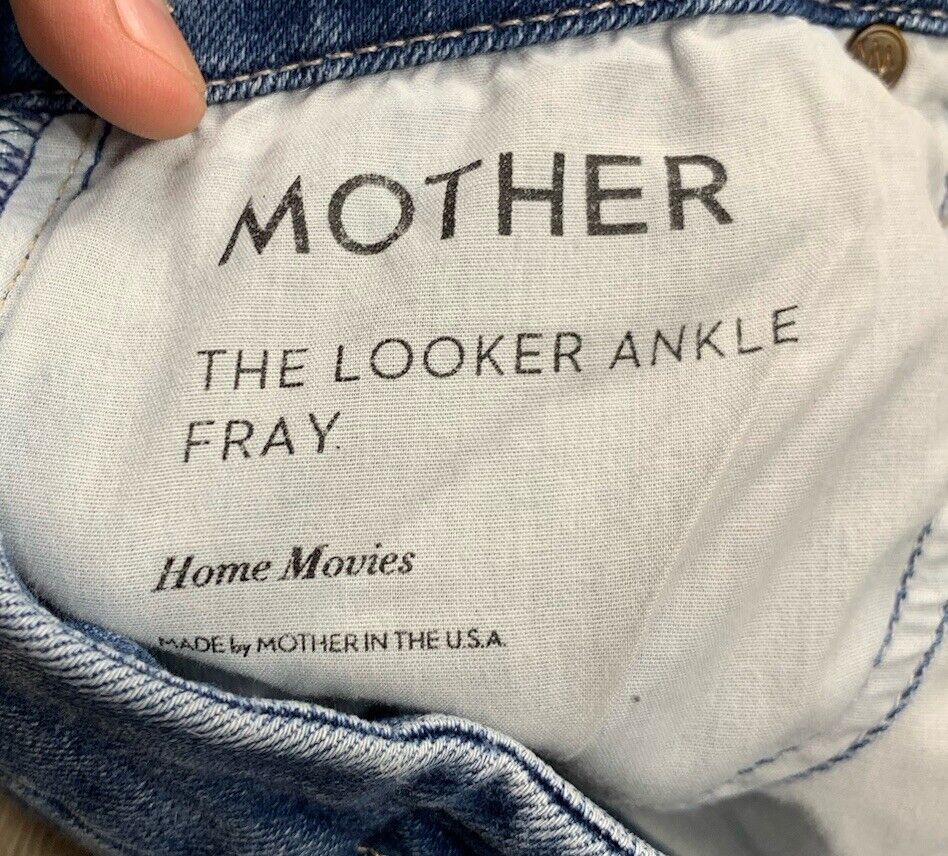 MOTHER
THE LOOKER ANKLE
FRAY.
Home Movies
MADE by MOTHER IN THE U.S.A.